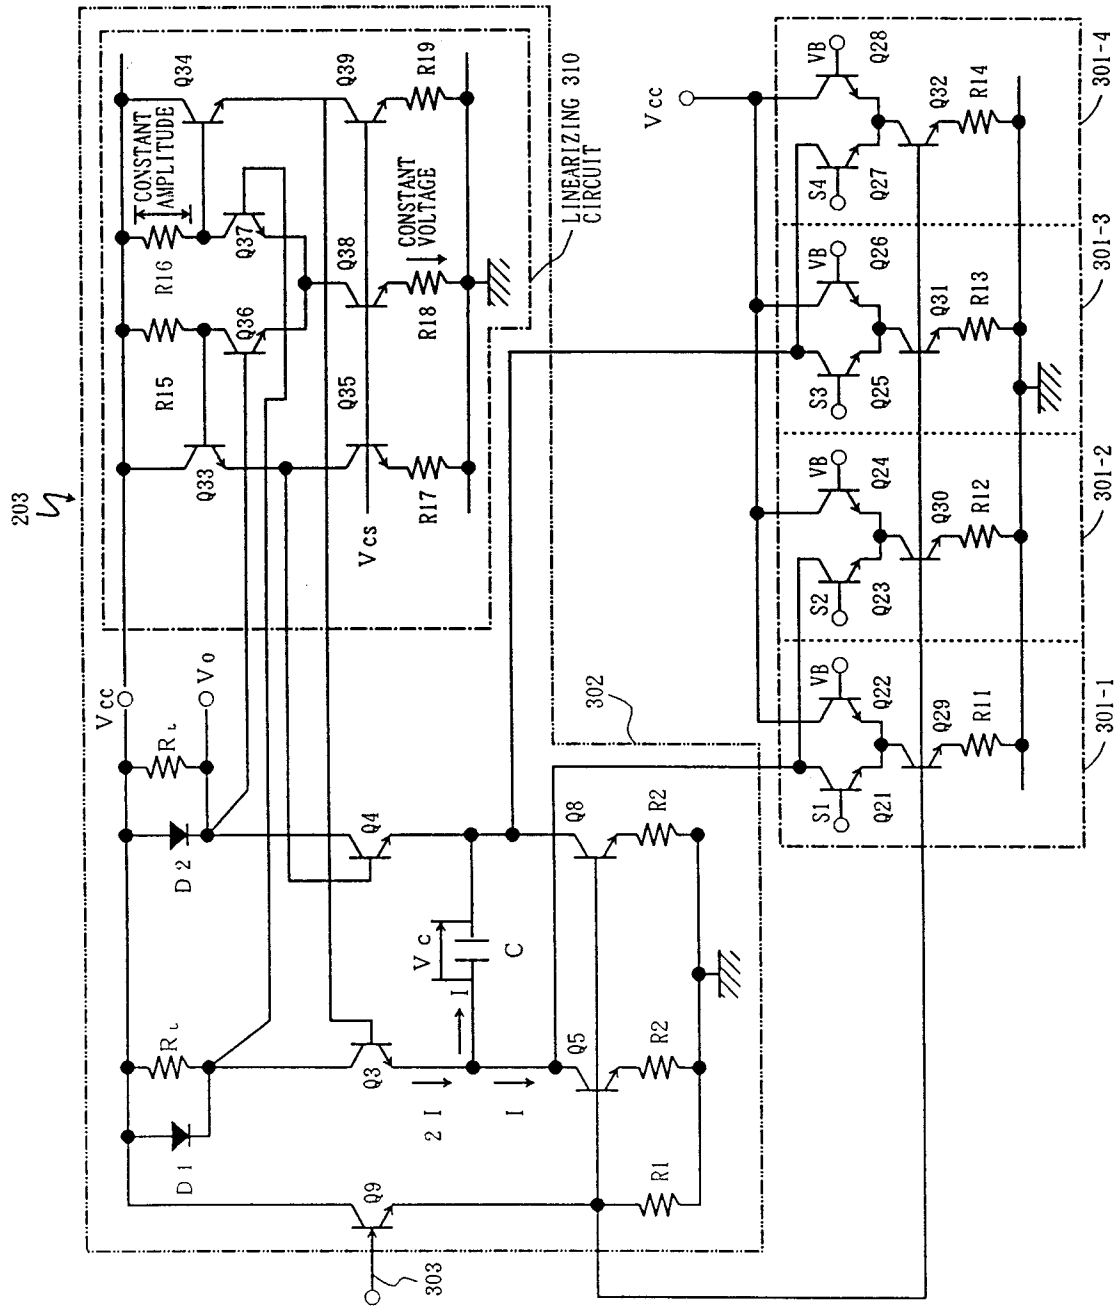 203
Vcc
Vo
R_L
R_L
D1
D2
Q9
Q3
Q4
2I
I
I
Vc
C
Q5
Q8
R1
R2
R2
303
302
Q33
Q34
R15
R16
CONSTANT
AMPLITUDE
Q36
Q37
Q35
Q38
Q39
Vcs
CONSTANT
VOLTAGE
R17
R18
R19
LINEARIZING 310
CIRCUIT
Vcc
S1
VB
S2
VB
S3
VB
S4
VB
Q21
Q22
Q23
Q24
Q25
Q26
Q27
Q28
Q29
Q30
Q31
Q32
R11
R12
R13
R14
301-1
301-2
301-3
301-4